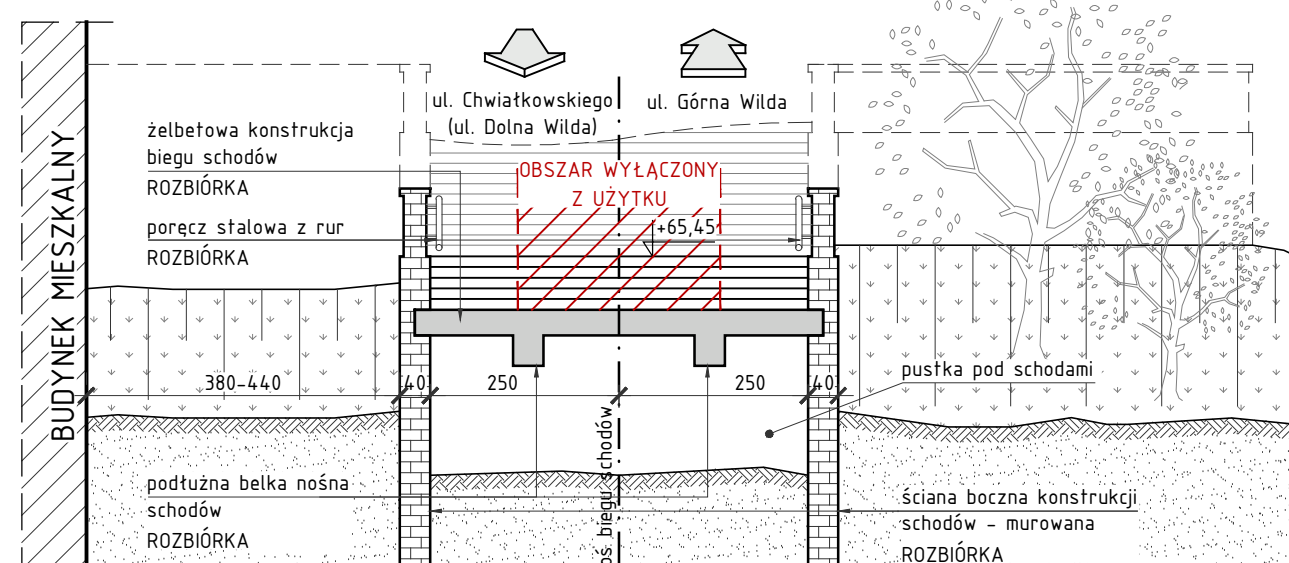 ul. Chwiałkowskiego
(ul. Dolna Wilda)
ul. Górna Wilda
żelbetowa konstrukcja
biegu schodów
ROZBIÓRKA
poręcz stalowa z rur
ROZBIÓRKA
OBSZAR WYŁĄCZONY
Z UŻYTKU
+65,45
BUDYNEK MIESZKALNY
380-440
40
250
250
40
pustka pod schodami
oś biegu schodów
podłużna belka nośna
schodów
ROZBIÓRKA
ściana boczna konstrukcji
schodów - murowana
ROZBIÓRKA